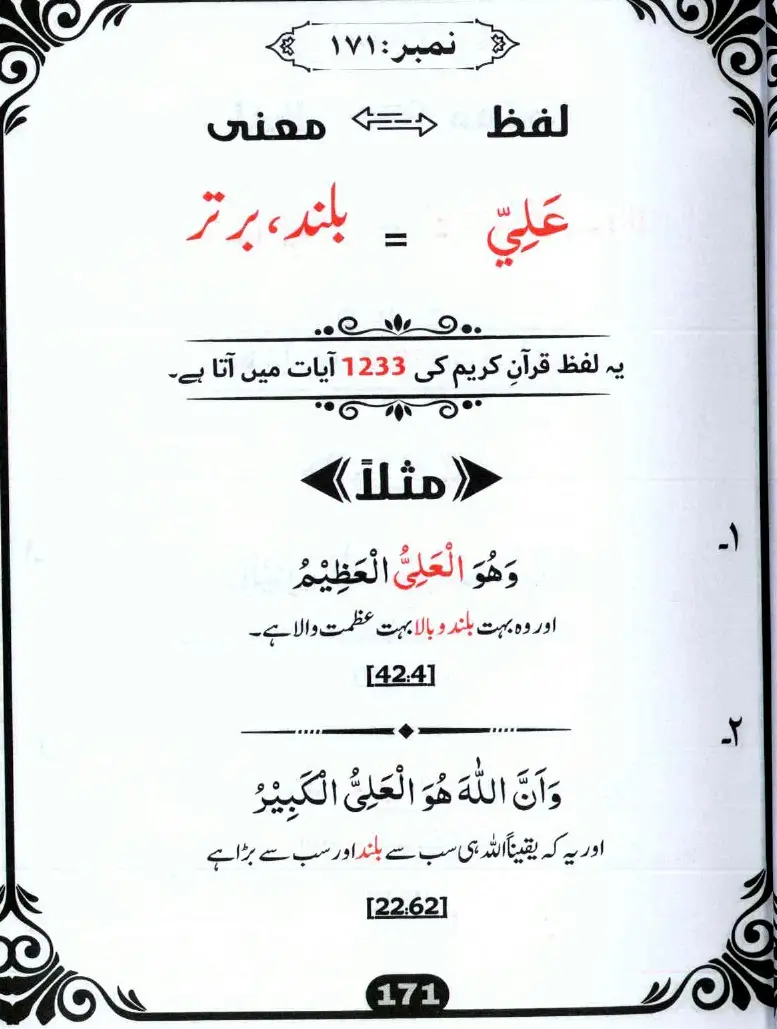 نمبر: ۱۷۱
لفظ معنی
عَلِيّ = بلند، برتر
یہ لفظ قرآنِ کریم کی 1233 آیات میں آتا ہے۔
مثلاً
۱۔
وَهُوَ الْعَلِيُّ الْعَظِيْمُ
اور وہ بہت بلند و بالا بہت عظمت والا ہے۔
[42:4]
۲۔
وَاَنَّ اللّٰهَ هُوَ الْعَلِيُّ الْكَبِيْرُ
اور یہ کہ یقیناً اللہ ہی سب سے بلند اور سب سے بڑا ہے
[22:62]
171